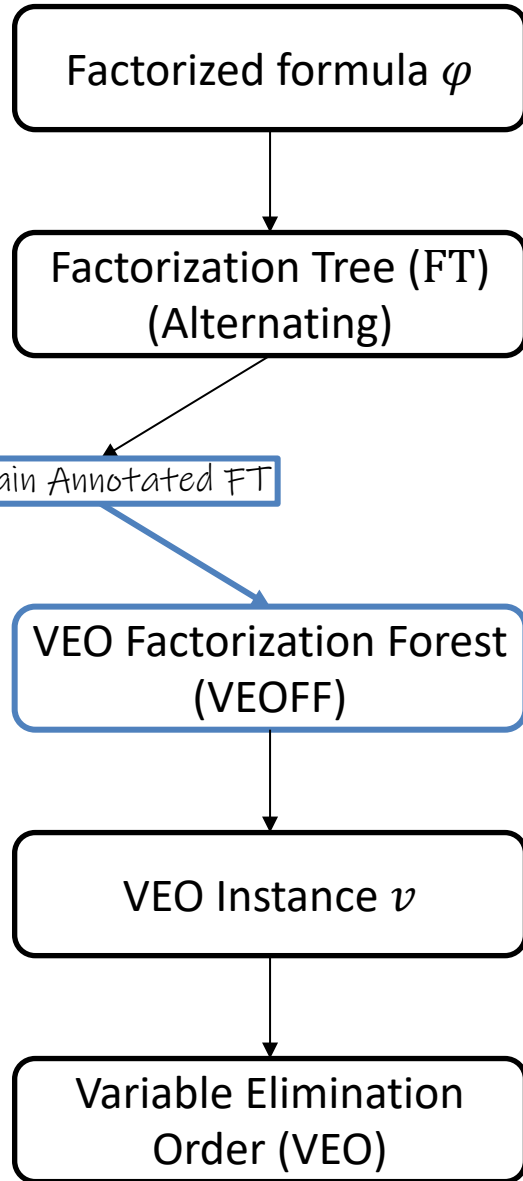 Factorized formula φ
Factorization Tree (FT)
(Alternating)
ain Annotated FT
VEO Factorization Forest
(VEOFF)
VEO Instance v
Variable Elimination
Order (VEO)